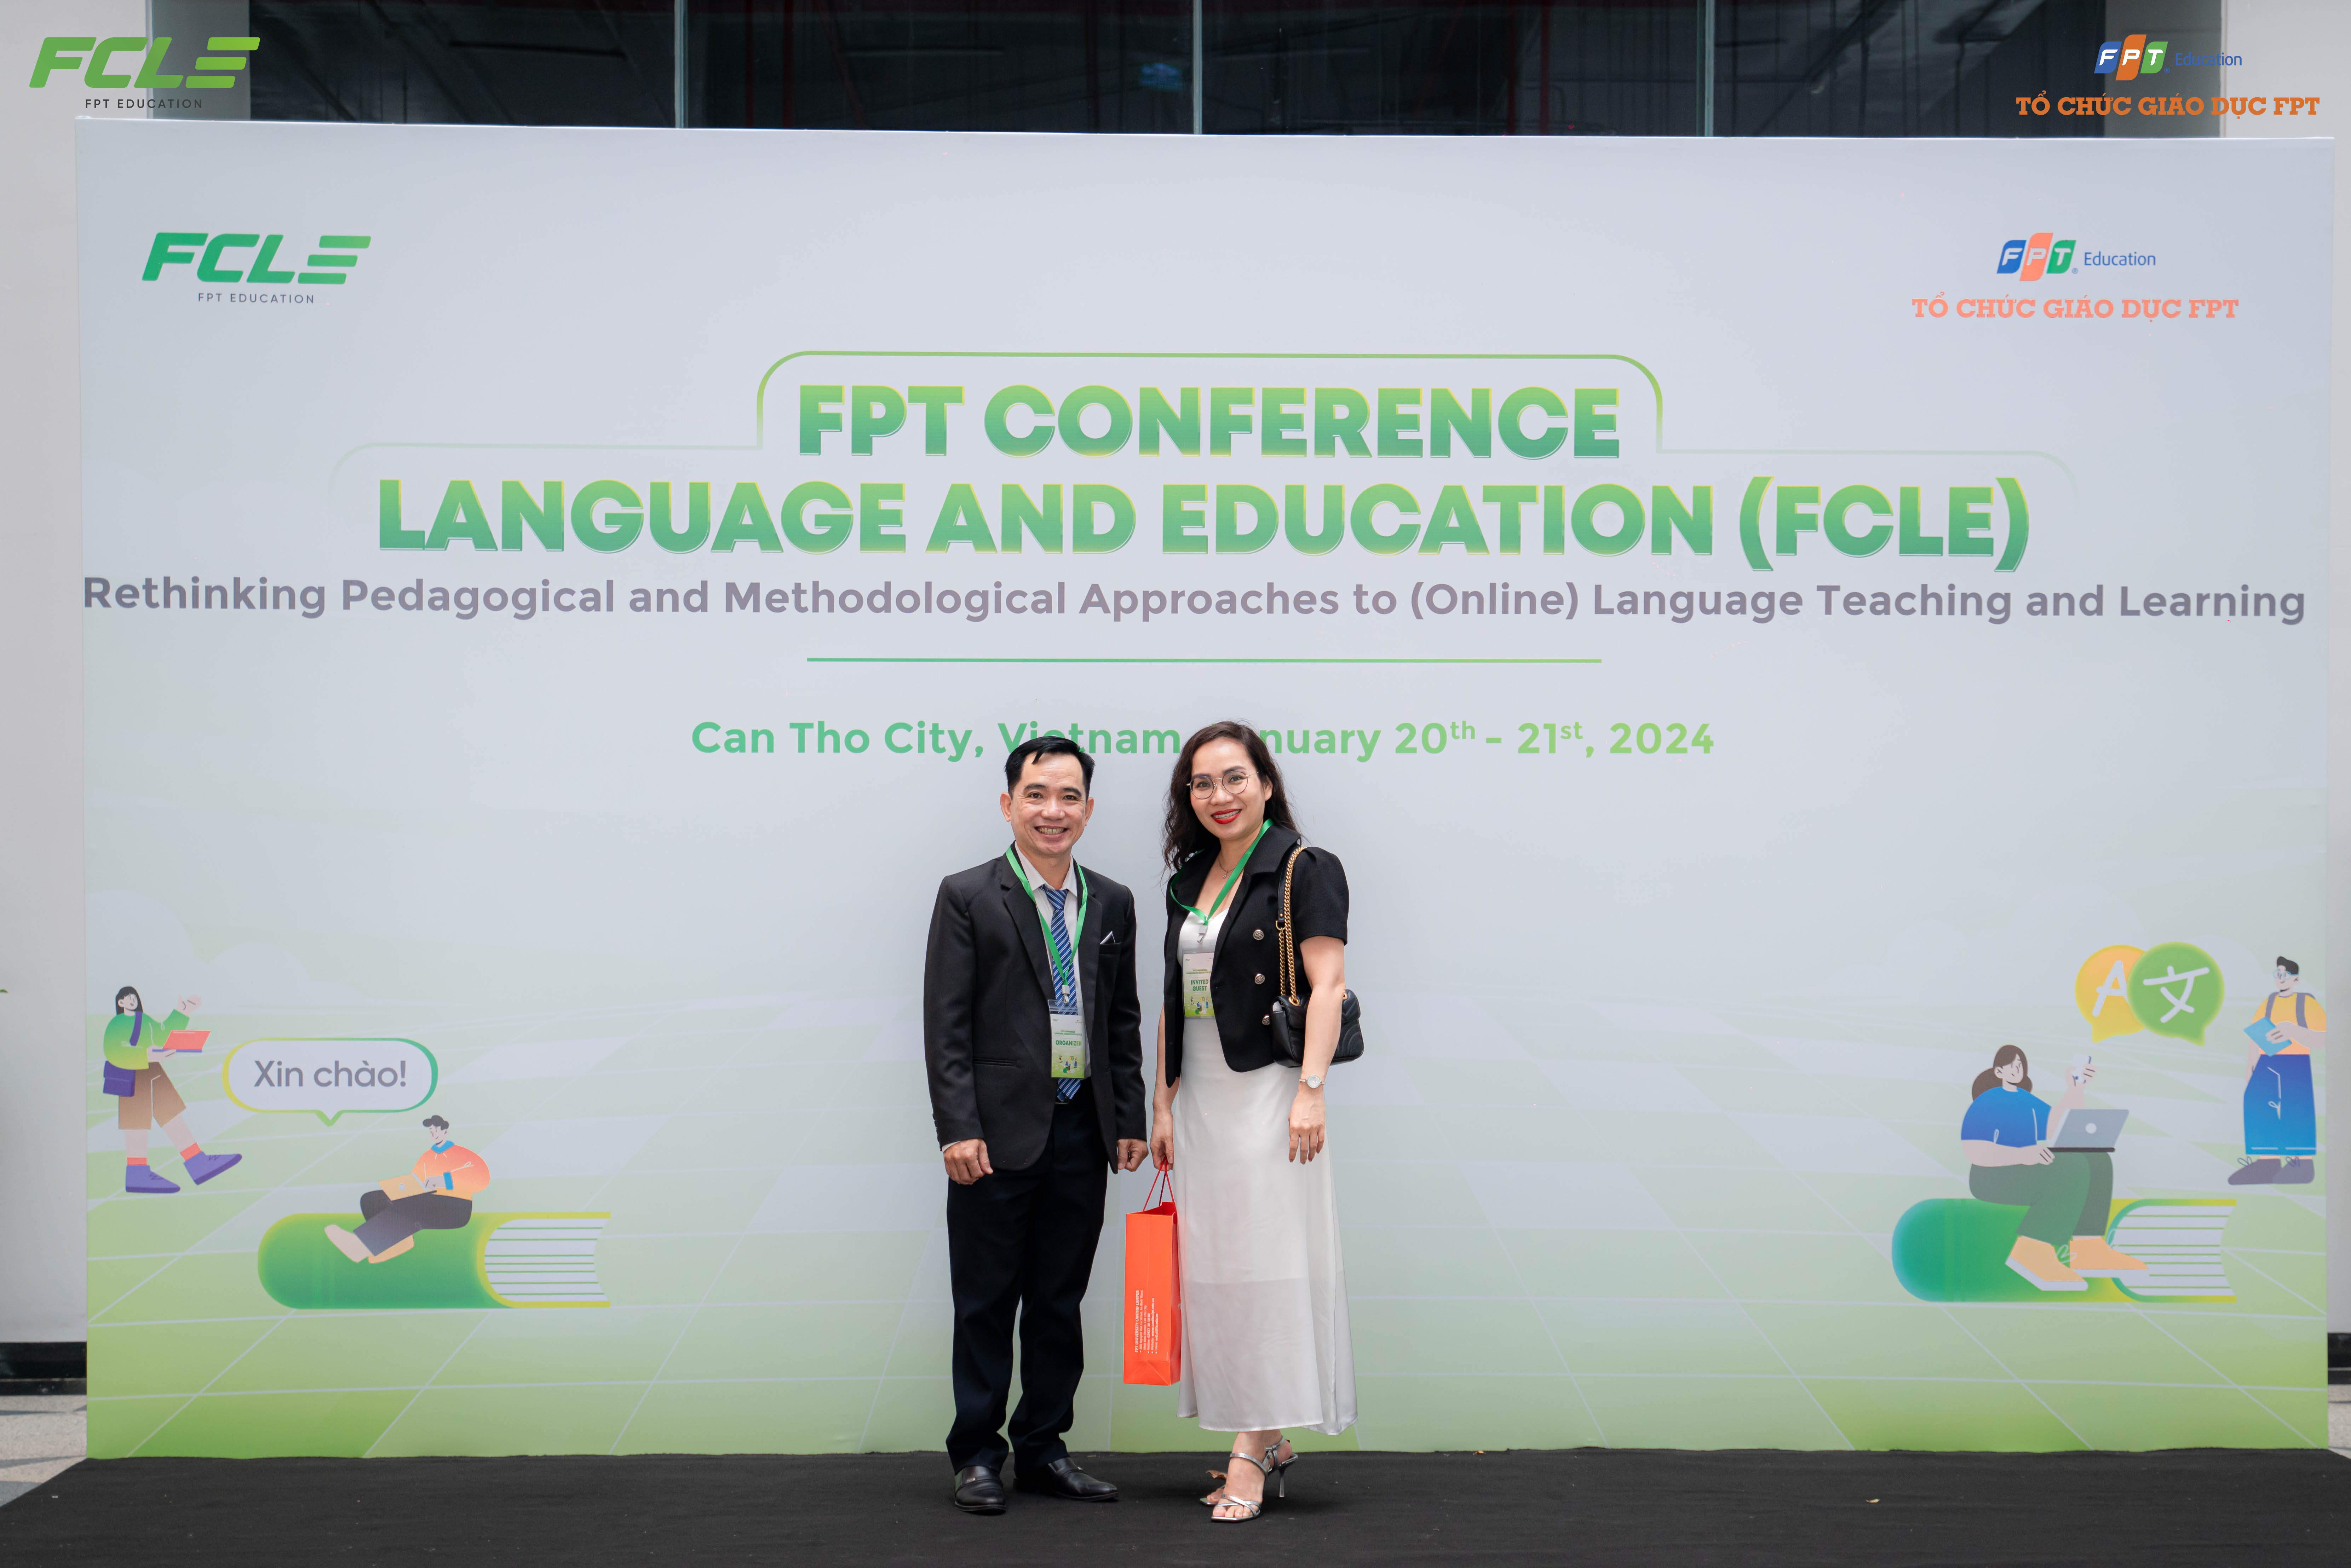 FCLE
FPT EDUCATION
FPT Education
TỔ CHỨC GIÁO DỤC FPT
FCLE
FPT EDUCATION
FPT® Education
TỔ CHỨC GIÁO DỤC FPT
FPT CONFERENCE
LANGUAGE AND EDUCATION (FCLE)
Rethinking Pedagogical and Methodological Approaches to (Online) Language Teaching and Learning
Can Tho City, Vietnam nuary 20th - 21st, 2024
INVITED
GUEST
A 文
Xin chào!
ORGANIZER